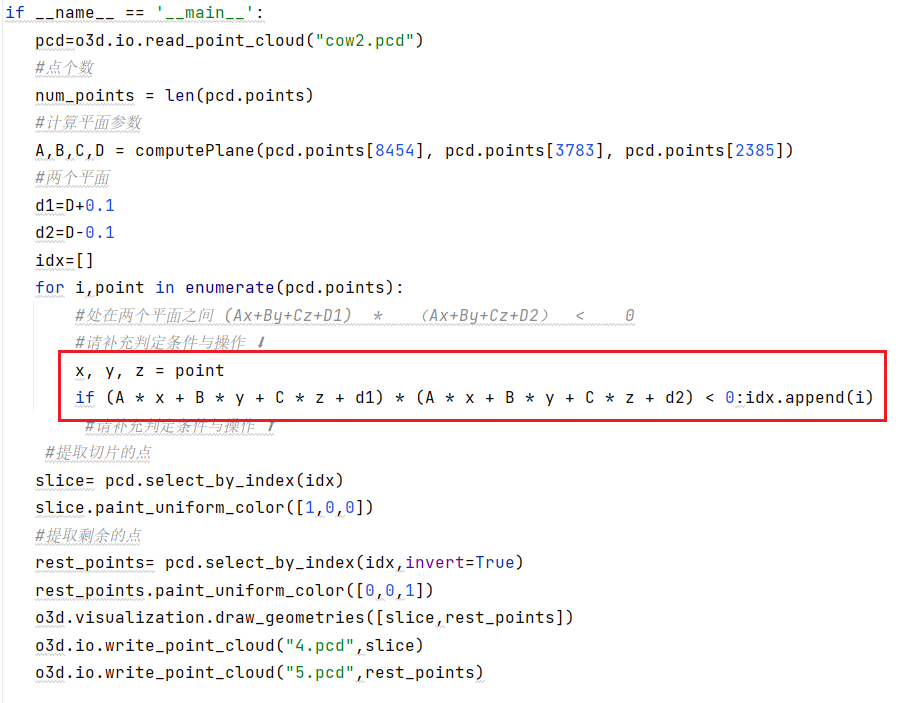 if __name__ == '__main__':
pcd=o3d.io.read_point_cloud("cow2.pcd")
#点个数
num_points = len(pcd.points)
#计算平面参数
A,B,C,D = computePlane(pcd.points[8454], pcd.points[3783], pcd.points[2385])
#两个平面
d1=D+0.1
d2=D-0.1
idx=[]
for i,point in enumerate(pcd.points):
#处在两个平面之间（Ax+By+Cz+D1） * （Ax+By+Cz+D2） < 0
#请补充判定条件与操作 ⬇
x, y, z = point
if (A * x + B * y + C * z + d1) * (A * x + B * y + C * z + d2) < 0:idx.append(i)
#请补充判定条件与操作 ⬆
#提取切片的点
slice= pcd.select_by_index(idx)
slice.paint_uniform_color([1,0,0])
#提取剩余的点
rest_points= pcd.select_by_index(idx,invert=True)
rest_points.paint_uniform_color([0,0,1])
o3d.visualization.draw_geometries([slice,rest_points])
o3d.io.write_point_cloud("4.pcd",slice)
o3d.io.write_point_cloud("5.pcd",rest_points)